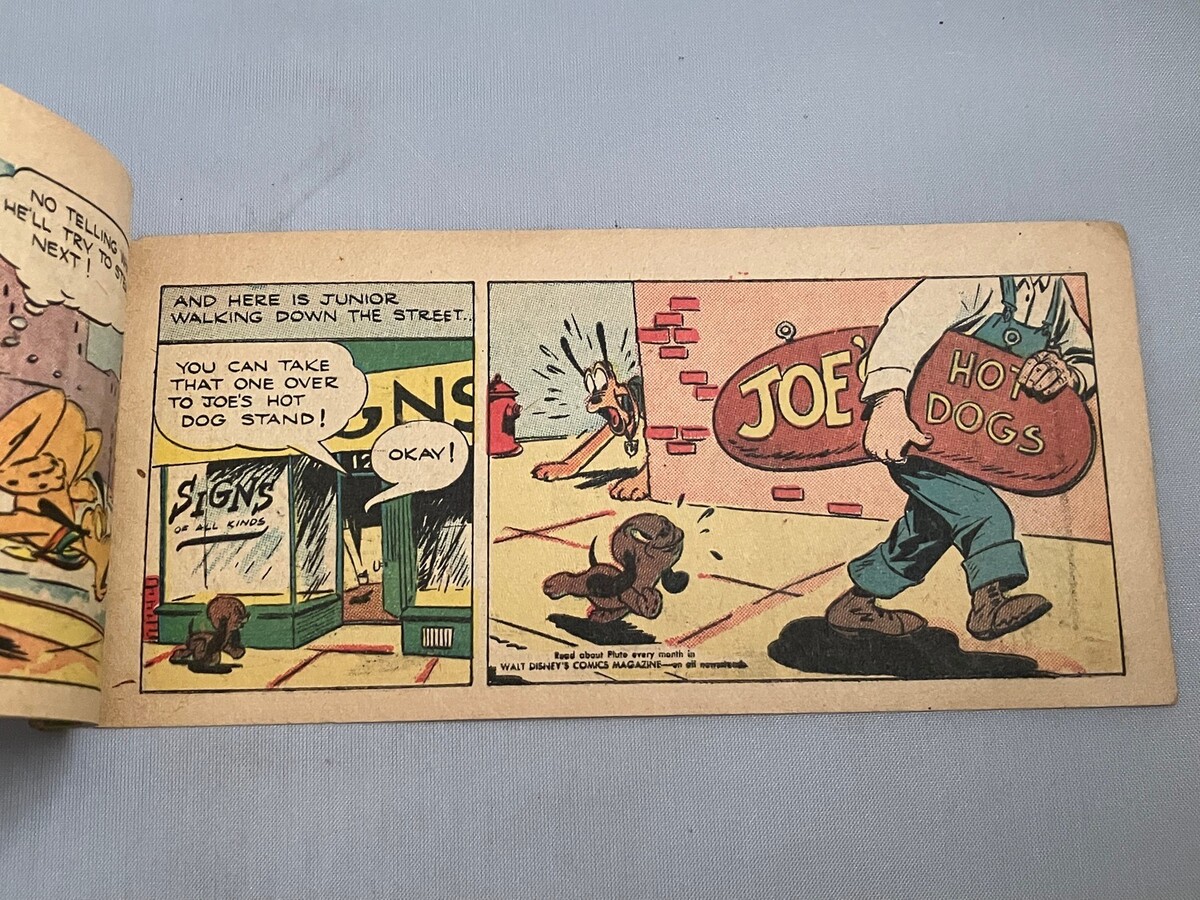 NO TELLING
HE'LL TRY TO
NEXT!
AND HERE IS JUNIOR
WALKING DOWN THE STREET..
YOU CAN TAKE
THAT ONE OVER
TO JOE'S HOT
DOG STAND!
GNS
OKAY!
12
SIGNS
OF ALL KINDS
JOE'
HOT
DOGS
Read about Pluto every month in
WALT DISNEY'S COMICS MAGAZINE—on all newsstands